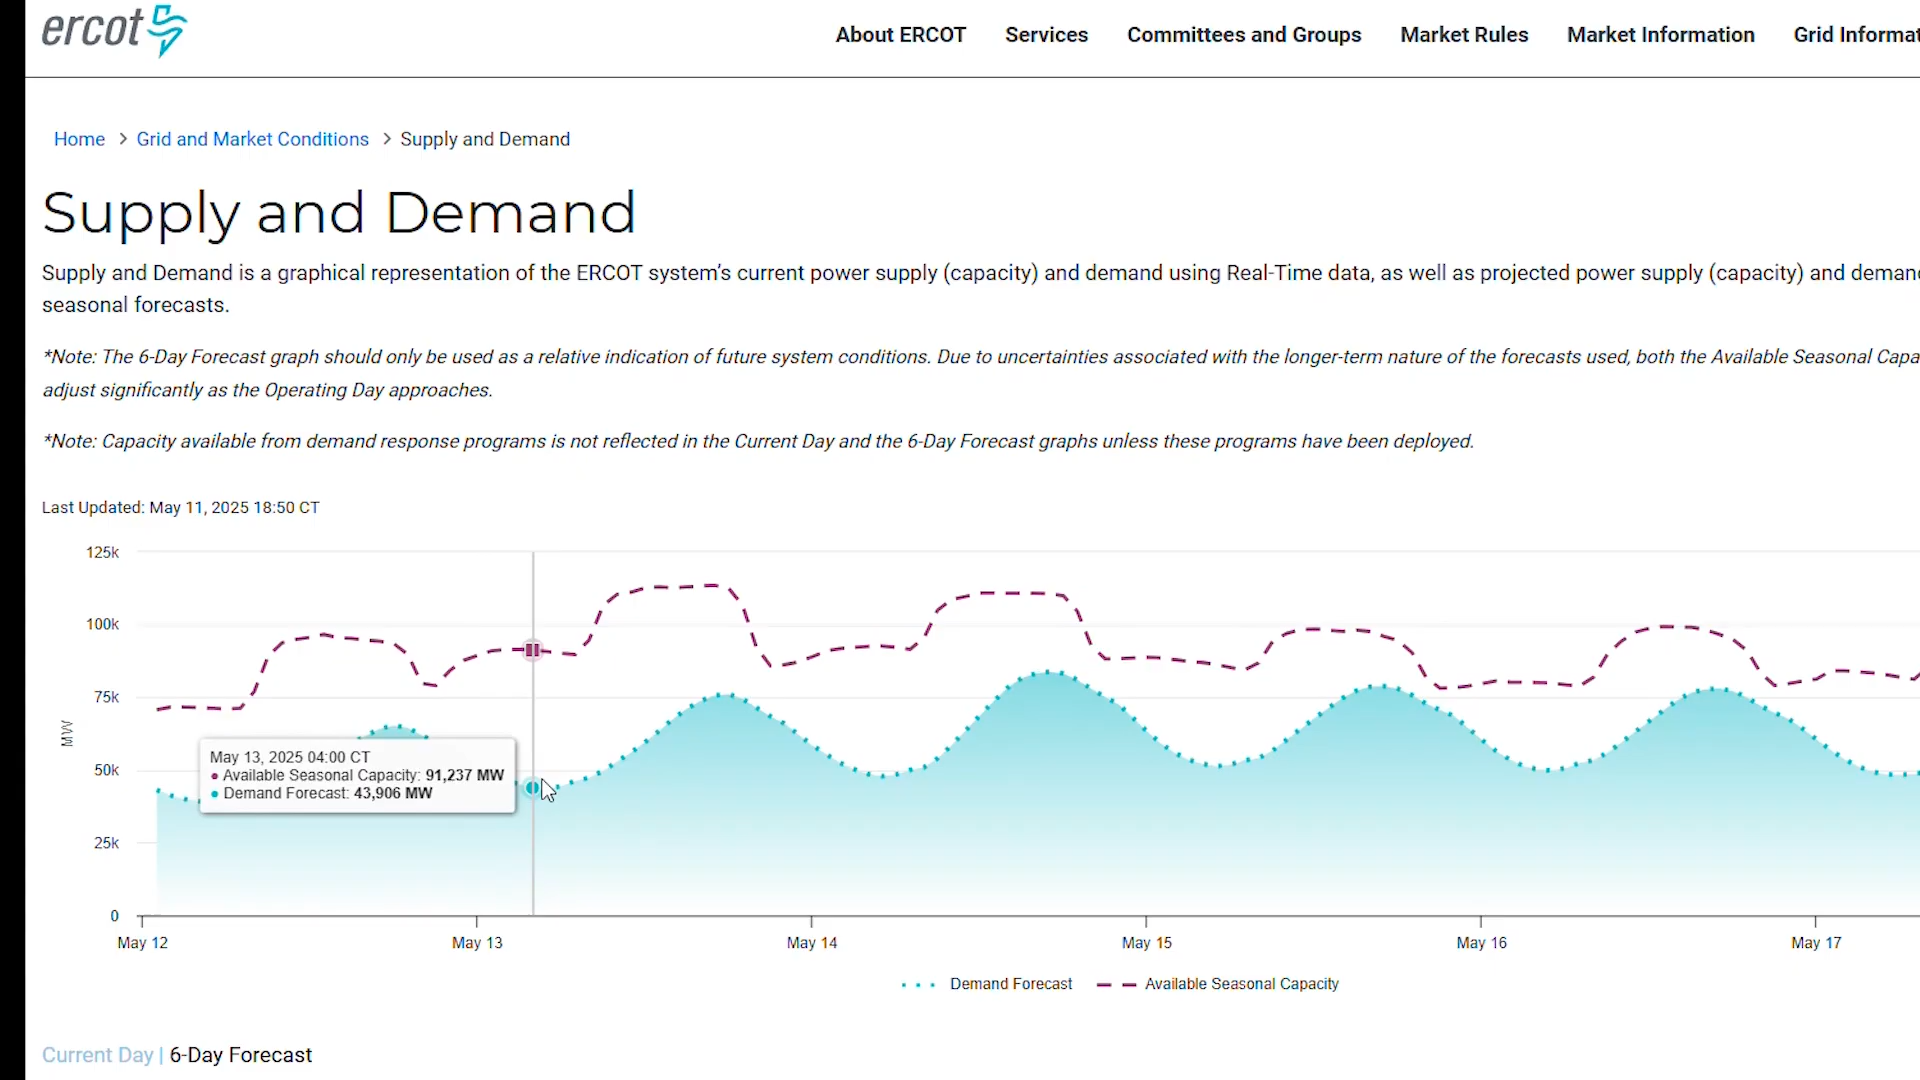 ercot
About ERCOT Services Committees and Groups Market Rules Market Information Grid Informat
Home > Grid and Market Conditions > Supply and Demand
Supply and Demand
Supply and Demand is a graphical representation of the ERCOT system's current power supply (capacity) and demand using Real-Time data, as well as projected power supply (capacity) and deman
seasonal forecasts.
*Note: The 6-Day Forecast graph should only be used as a relative indication of future system conditions. Due to uncertainties associated with the longer-term nature of the forecasts used, both the Available Seasonal Capa
adjust significantly as the Operating Day approaches.
*Note: Capacity available from demand response programs is not reflected in the Current Day and the 6-Day Forecast graphs unless these programs have been deployed.
Last Updated: May 11, 2025 18:50 CT
125k
100k
75k
50k
25k
0
MW
May 13, 2025 04:00 CT
● Available Seasonal Capacity: 91,237 MW
● Demand Forecast: 43,906 MW
May 12 May 13 May 14 May 15 May 16 May 17
Demand Forecast Available Seasonal Capacity
Current Day | 6-Day Forecast